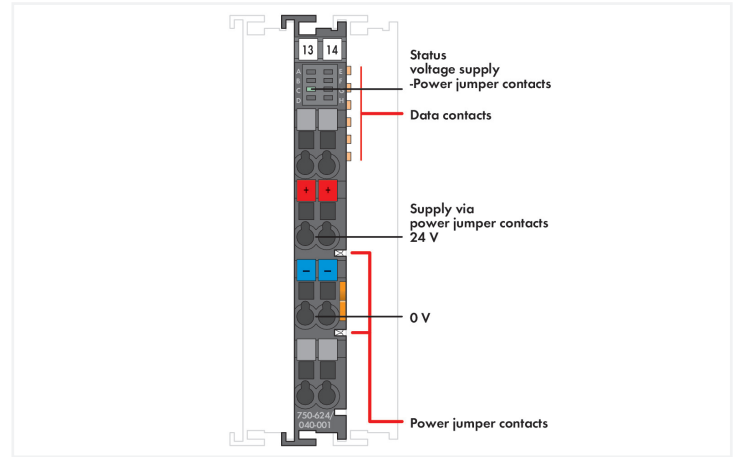 13 14
A E
B F
C G
D H
Status
voltage supply
-Power jumper contacts
Data contacts
+ +
Supply via
power jumper contacts
24 V
− −
0 V
750-624/
040-001
Power jumper contacts